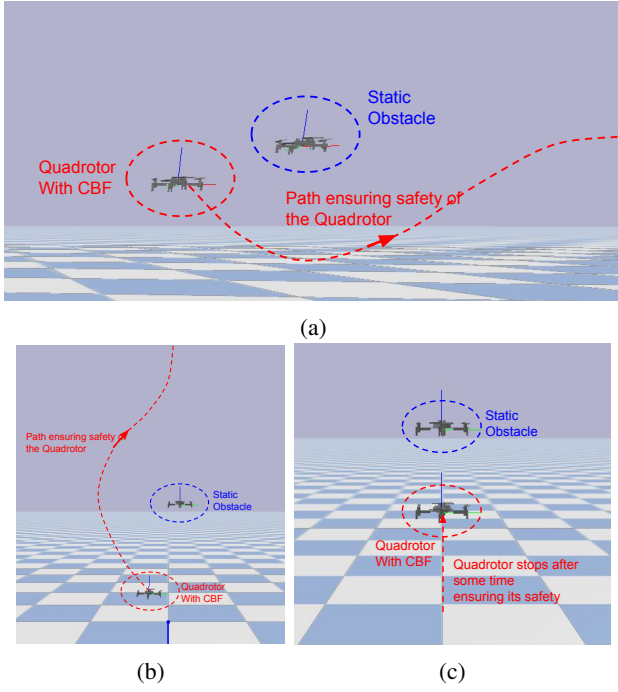 Static
Obstacle
Quadrotor
With CBF
Path ensuring safety of
the Quadrotor
(a)
Path ensuring safety
the Quadrotor
Static
Obstacle
Quadrotor
With CBF
(b)
Static
Obstacle
Quadrotor
With CBF
Quadrotor stops after
some time
ensuring its safety
(c)